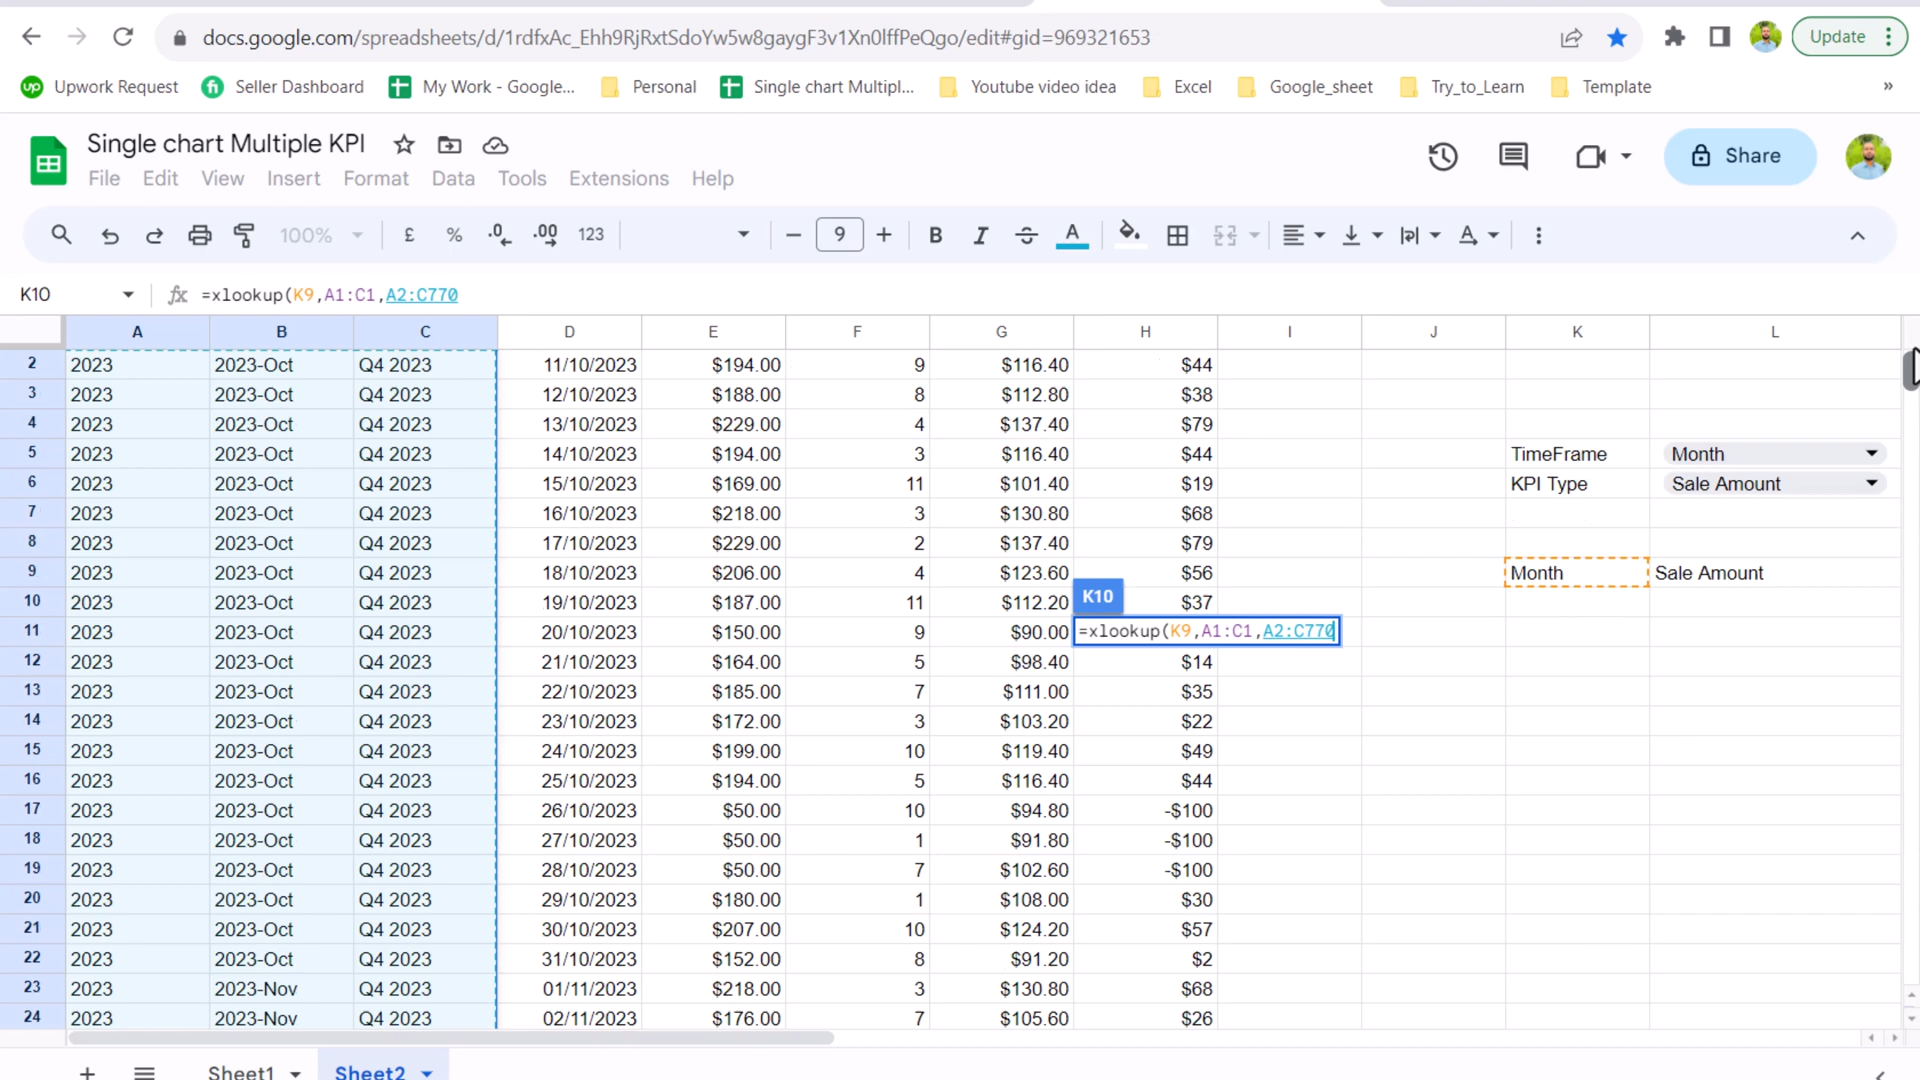 docs.google.com/spreadsheets/d/1rdfxAc_Ehh9RjRxtSdoYw5w8gaygF3v1Xn0lffPeQgo/edit#gid=969321653
Update
Upwork Request
Seller Dashboard
My Work - Google...
Personal
Single chart Multipl...
Youtube video idea
Excel
Google_sheet
Try_to_Learn
Template
»
Single chart Multiple KPI
Share
File Edit View Insert Format Data Tools Extensions Help
100% £ % .0 .00 123 9 B I A
K10 fx =xlookup(K9,A1:C1,A2:C770
A B C D E F G H I J K L
2 2023 2023-Oct Q4 2023 11/10/2023 $194.00 9 $116.40 $44
3 2023 2023-Oct Q4 2023 12/10/2023 $188.00 8 $112.80 $38
4 2023 2023-Oct Q4 2023 13/10/2023 $229.00 4 $137.40 $79
5 2023 2023-Oct Q4 2023 14/10/2023 $194.00 3 $116.40 $44 TimeFrame Month
6 2023 2023-Oct Q4 2023 15/10/2023 $169.00 11 $101.40 $19 KPI Type Sale Amount
7 2023 2023-Oct Q4 2023 16/10/2023 $218.00 3 $130.80 $68
8 2023 2023-Oct Q4 2023 17/10/2023 $229.00 2 $137.40 $79
9 2023 2023-Oct Q4 2023 18/10/2023 $206.00 4 $123.60 $56 Month Sale Amount
10 2023 2023-Oct Q4 2023 19/10/2023 $187.00 11 $112.20 K10 $37
11 2023 2023-Oct Q4 2023 20/10/2023 $150.00 9 $90.00 =xlookup(K9,A1:C1,A2:C770
12 2023 2023-Oct Q4 2023 21/10/2023 $164.00 5 $98.40 $14
13 2023 2023-Oct Q4 2023 22/10/2023 $185.00 7 $111.00 $35
14 2023 2023-Oct Q4 2023 23/10/2023 $172.00 3 $103.20 $22
15 2023 2023-Oct Q4 2023 24/10/2023 $199.00 10 $119.40 $49
16 2023 2023-Oct Q4 2023 25/10/2023 $194.00 5 $116.40 $44
17 2023 2023-Oct Q4 2023 26/10/2023 $50.00 10 $94.80 -$100
18 2023 2023-Oct Q4 2023 27/10/2023 $50.00 1 $91.80 -$100
19 2023 2023-Oct Q4 2023 28/10/2023 $50.00 7 $102.60 -$100
20 2023 2023-Oct Q4 2023 29/10/2023 $180.00 1 $108.00 $30
21 2023 2023-Oct Q4 2023 30/10/2023 $207.00 10 $124.20 $57
22 2023 2023-Oct Q4 2023 31/10/2023 $152.00 8 $91.20 $2
23 2023 2023-Nov Q4 2023 01/11/2023 $218.00 3 $130.80 $68
24 2023 2023-Nov Q4 2023 02/11/2023 $176.00 7 $105.60 $26
Sheet1 Sheet2